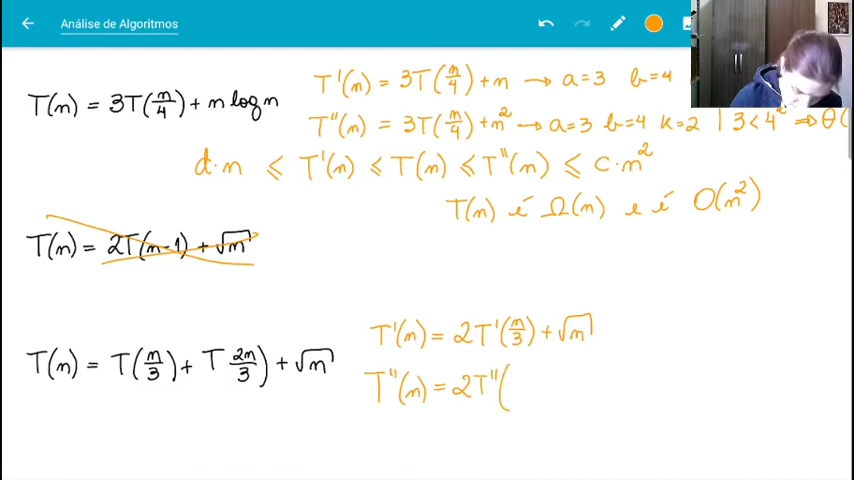 Análise de Algoritmos
T'(n) = 3T(n/4) + n → a=3 b=4
T(n) = 3T(n/4) + n log n
T''(n) = 3T(n/4) + n² → a=3 b=4 k=2 | 3 < 4² ⇒ θ(
d·n ≤ T'(n) ≤ T(n) ≤ T''(n) ≤ c·n²
T(n) é Ω(n) e é O(n²)
T(n) = 2T(n-1) + √n
T'(n) = 2T'(n/3) + √n
T(n) = T(n/3) + T 2n/3) + √n
T''(n) = 2T''(